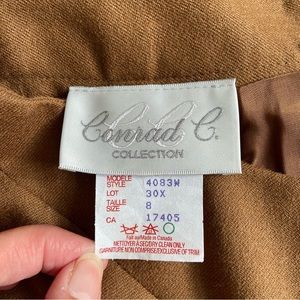 Conrad C.
COLLECTION
MODELE
STYLE 4083W
LOT 30X
TAILLE
SIZE 8
CA 17405
Fait au/Made in Canada
NETTOYER A SEC/DRY CLEAN ONLY
GARNITURE NON COMPRISE/EXCLUSIVE OF TRIM